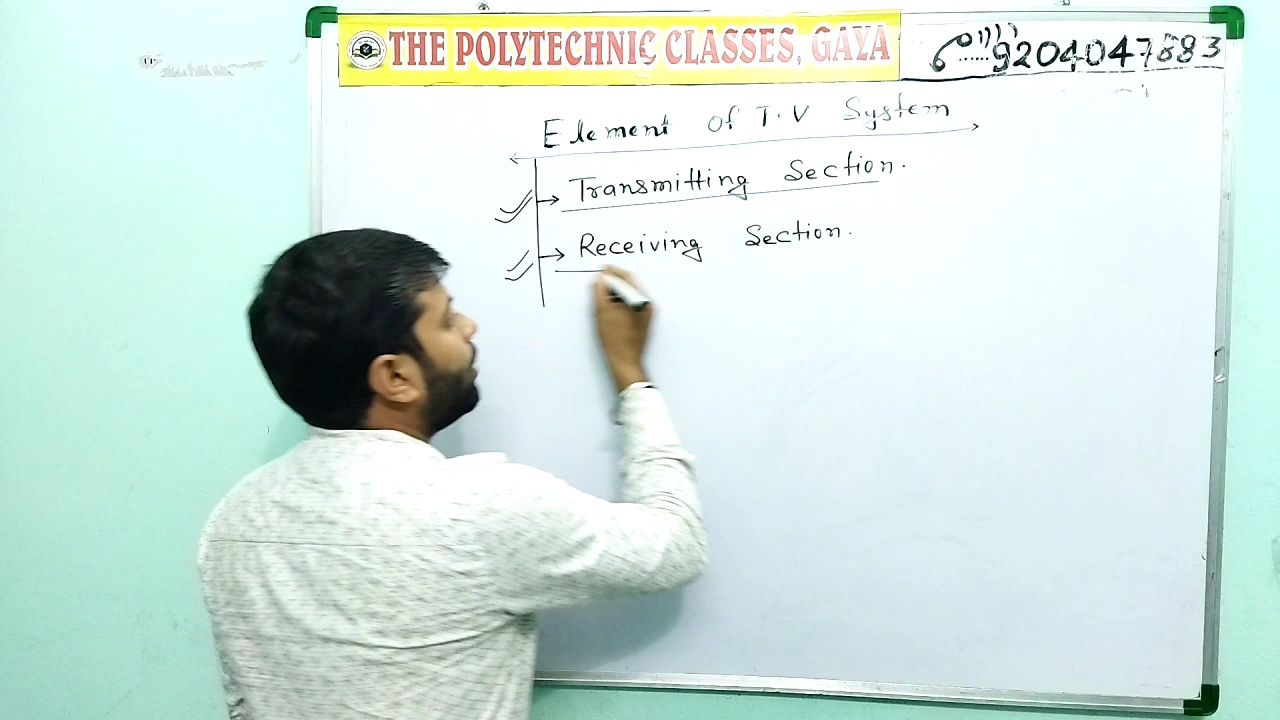 THE POLYTECHNIC CLASSES, GAYA
9204047883
Element of T.V System
Transmitting Section.
Receiving Section.